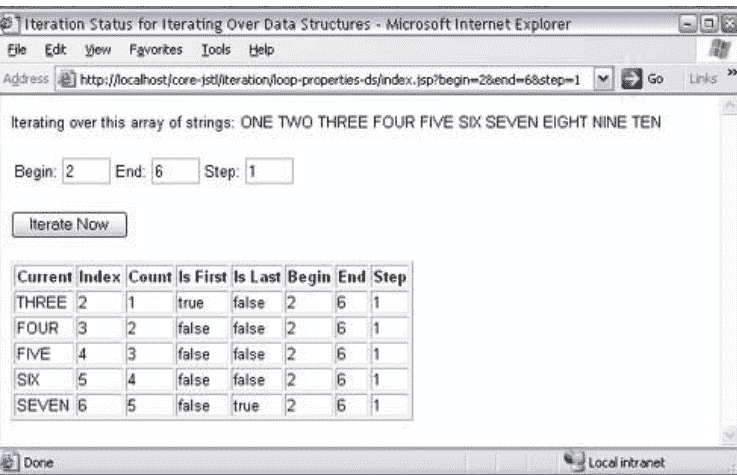 Iteration Status for Iterating Over Data Structures - Microsoft Internet Explorer
File Edit View Favorites Tools Help
Address http://localhost/core-jstl/iteration/loop-properties-ds/index.jsp?begin=2&end=6&step=1 Go Links »
Iterating over this array of strings: ONE TWO THREE FOUR FIVE SIX SEVEN EIGHT NINE TEN
Begin: 2 End: 6 Step: 1
Iterate Now
Current Index Count Is First Is Last Begin End Step
THREE 2 1 true false 2 6 1
FOUR 3 2 false false 2 6 1
FIVE 4 3 false false 2 6 1
SIX 5 4 false false 2 6 1
SEVEN 6 5 false true 2 6 1
Done Local intranet